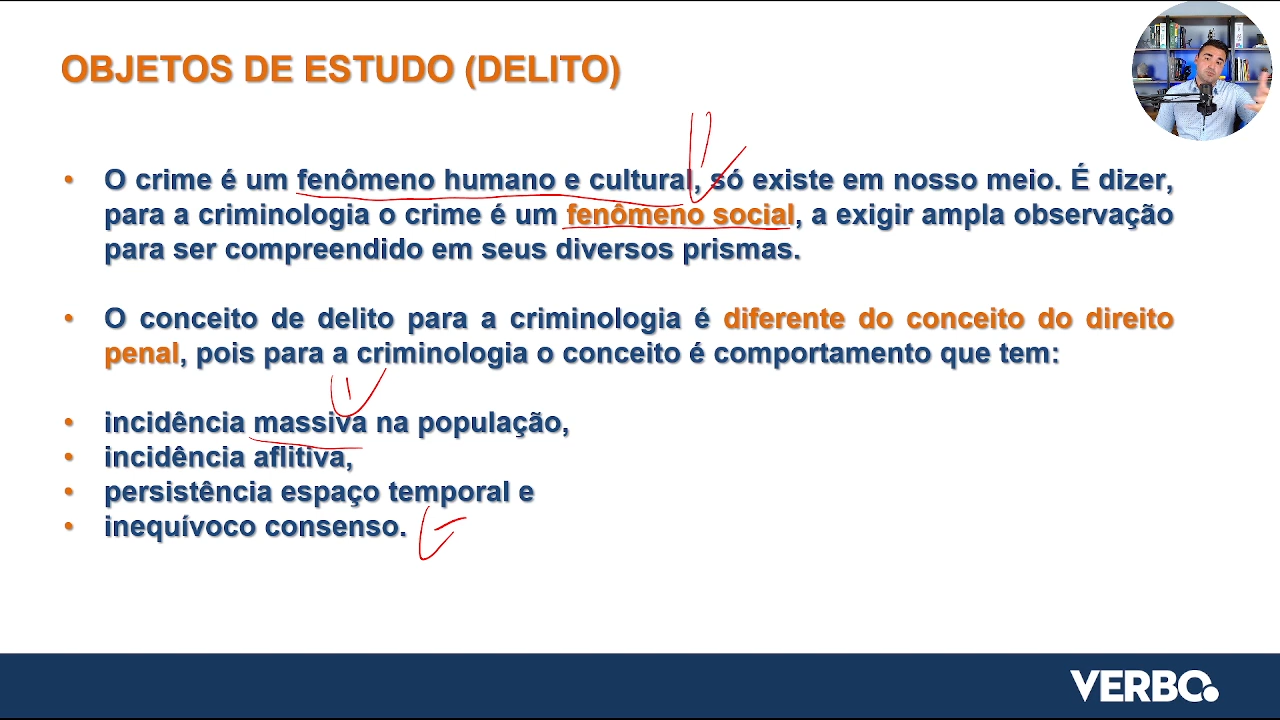 OBJETOS DE ESTUDO (DELITO)
• O crime é um fenômeno humano e cultural, só existe em nosso meio. É dizer,
para a criminologia o crime é um fenômeno social, a exigir ampla observação
para ser compreendido em seus diversos prismas.
• O conceito de delito para a criminologia é diferente do conceito do direito
penal, pois para a criminologia o conceito é comportamento que tem:
• incidência massiva na população,
• incidência aflitiva,
• persistência espaço temporal e
• inequívoco consenso.
VERBO